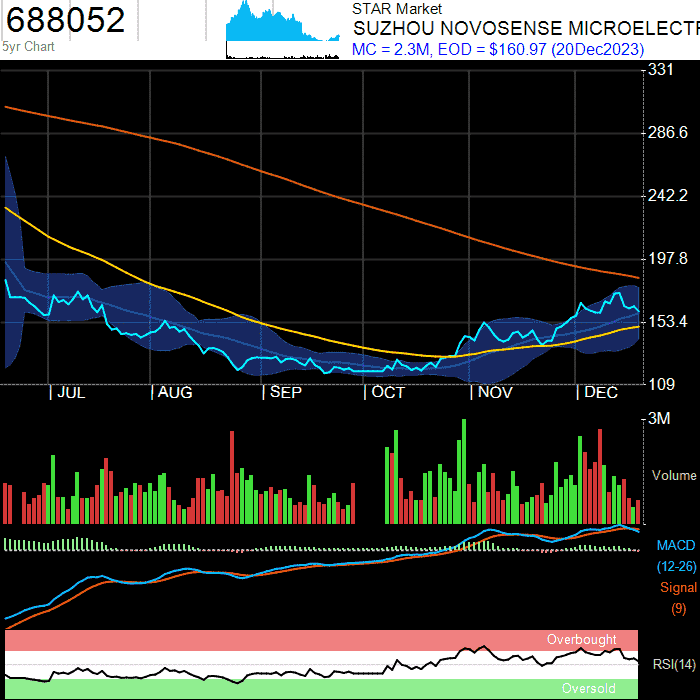 688052
5yr Chart
STAR Market
SUZHOU NOVOSENSE MICROELECTR
MC = 2.3M, EOD = $160.97 (20Dec2023)
331
286.6
242.2
197.8
153.4
109
JUL AUG SEP OCT NOV DEC
3M
Volume
MACD
(12-26)
Signal
(9)
Overbought
RSI(14)
Oversold